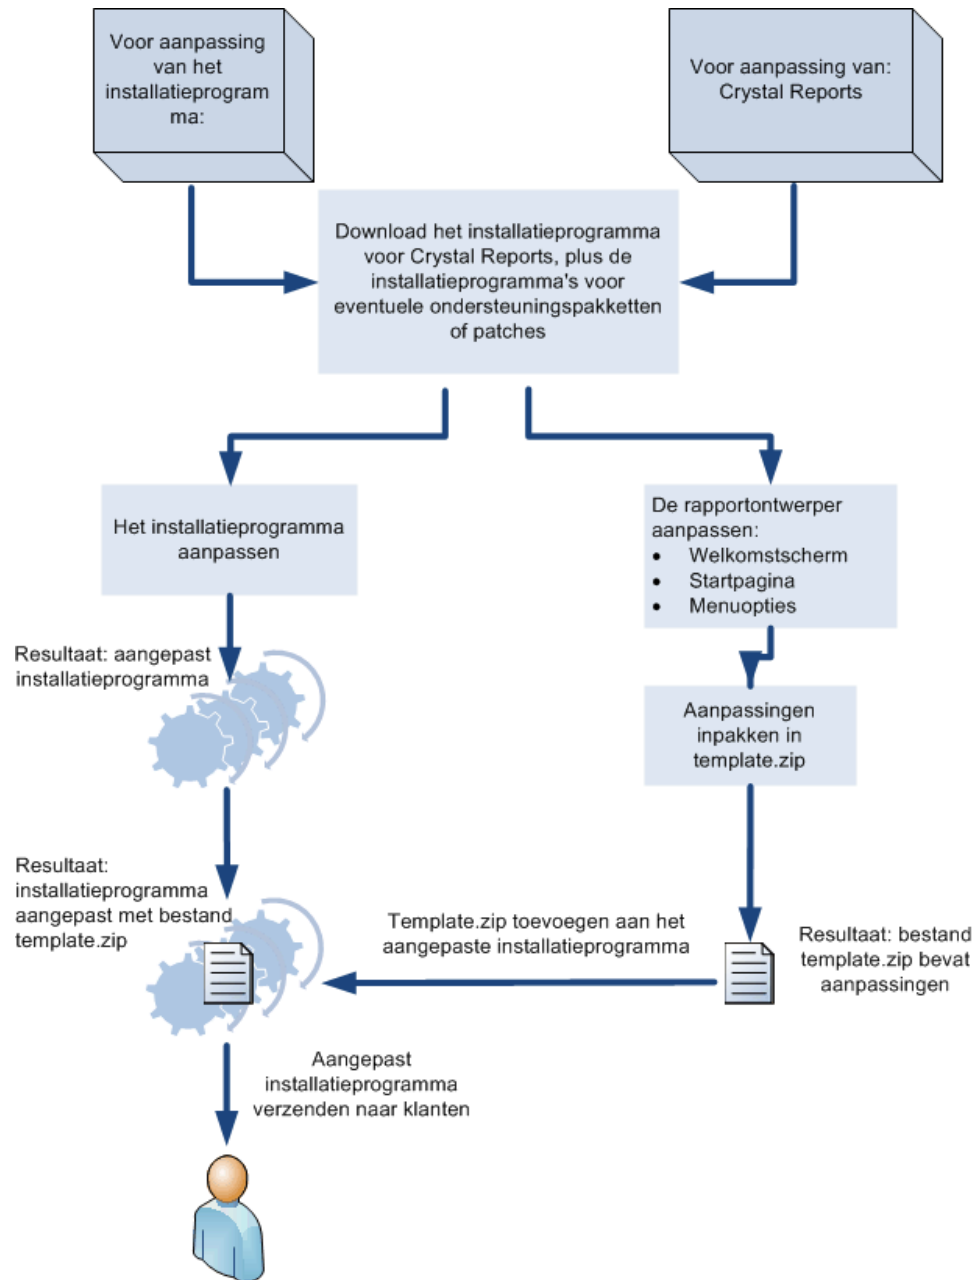 Voor aanpassing
van het
installatieprogram
ma:
Voor aanpassing van:
Crystal Reports
Download het installatieprogramma
voor Crystal Reports, plus de
installatieprogramma's voor
eventuele ondersteuningspakketten
of patches
Het installatieprogramma
aanpassen
De rapportontwerper
aanpassen:
• Welkomstscherm
• Startpagina
• Menuopties
Resultaat: aangepast
installatieprogramma
Aanpassingen
inpakken in
template.zip
Resultaat:
installatieprogramma
aangepast met bestand
template.zip
Template.zip toevoegen aan het
aangepaste installatieprogramma
Resultaat: bestand
template.zip bevat
aanpassingen
Aangepast
installatieprogramma
verzenden naar klanten